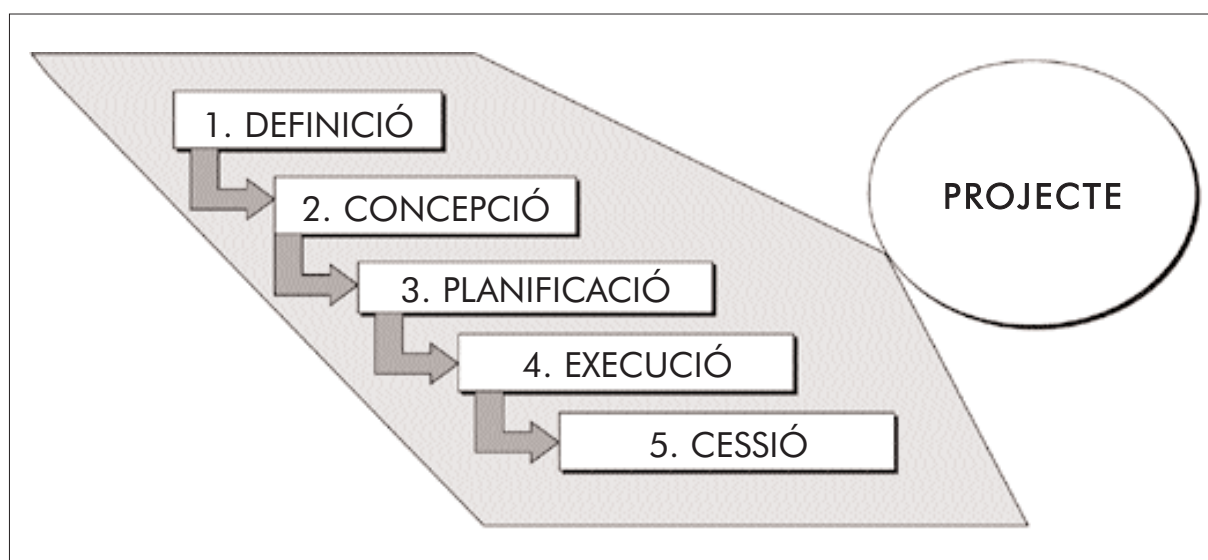 1. DEFINICIÓ
2. CONCEPCIÓ
PROJECTE
3. PLANIFICACIÓ
4. EXECUCIÓ
5. CESSIÓ